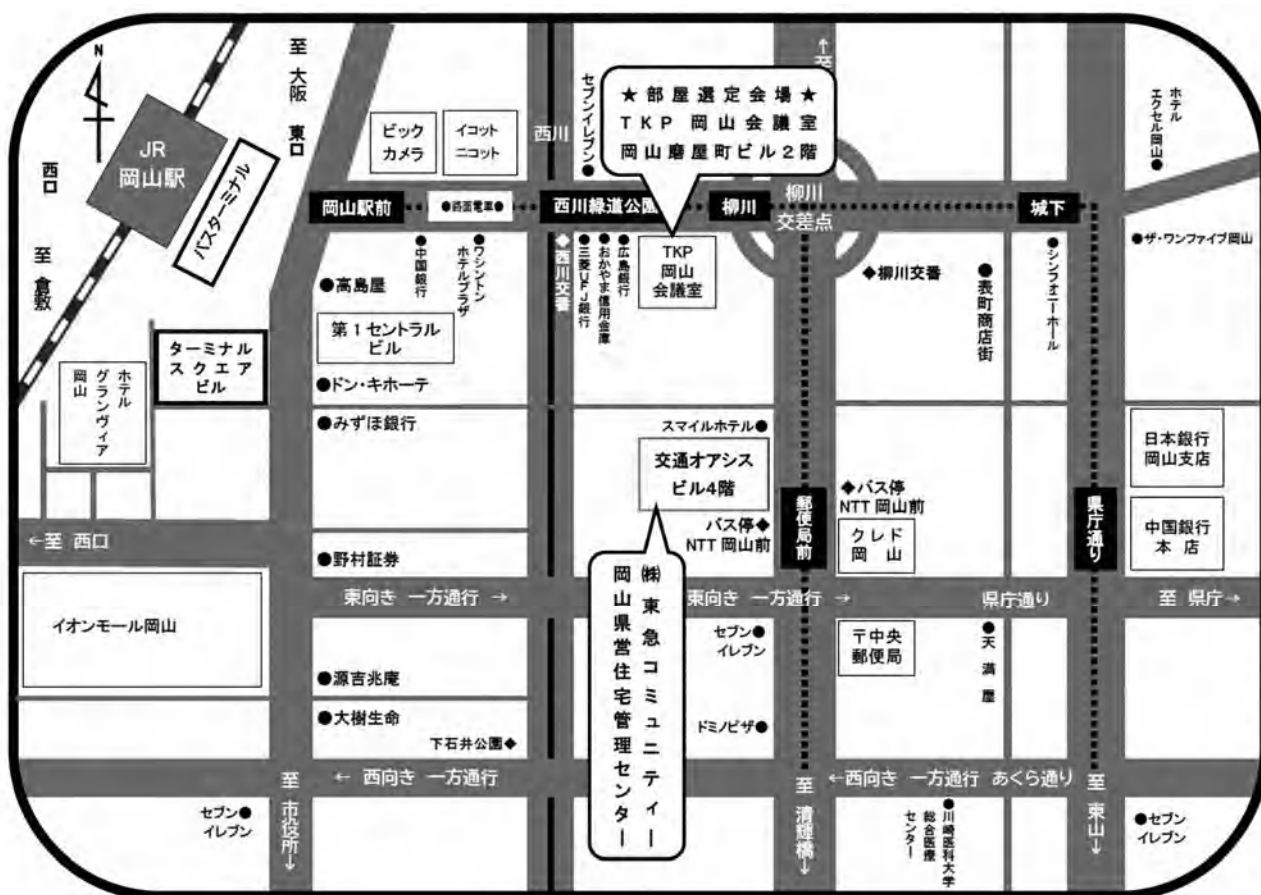 N
至 大阪
東口
JR
岡山駅
西口
至 倉敷
バスターミナル
ビック
カメラ
イコット
ニコット
西川
セブンイレブン●
★部屋選定会場★
TKP 岡山会議室
岡山磨屋町ビル2階
↑至
ホテル
エクセル岡山●
岡山駅前
●路面電車●
西川緑道公園
柳川
柳川
交差点
城下
●中国銀行
●ワシントン
ホテルプラザ
◆西川交番
●三菱UFJ銀行
●おかやま信用金庫
●広島銀行
TKP
岡山
会議室
◆柳川交番
●表町商店街
●シンフォニーホール
●ザ・ワンファイブ岡山
●高島屋
第1セントラル
ビル
●ドン・キホーテ
ターミナル
スクエア
ビル
ホテル
グランヴィア
岡山
●みずほ銀行
スマイルホテル●
交通オアシス
ビル4階
バス停◆
NTT岡山前
郵便局前
◆バス停
NTT岡山前
クレド
岡山
県庁通り
日本銀行
岡山支店
中国銀行
本店
←至 西口
●野村証券
東向き 一方通行 →
東向き 一方通行 →
県庁通り
至 県庁→
イオンモール岡山
㈱東急コミュニティー
岡山県営住宅管理センター
セブン●
イレブン
〒中央
郵便局
●天満屋
●源吉兆庵
●大樹生命
下石井公園◆
ドミノピザ●
← 西向き 一方通行
←西向き 一方通行 あくら通り
至 市役所→
至 清輝橋→
至 東山→
セブン●
イレブン
●川崎医科大学
総合医療
センター
●セブン
イレブン